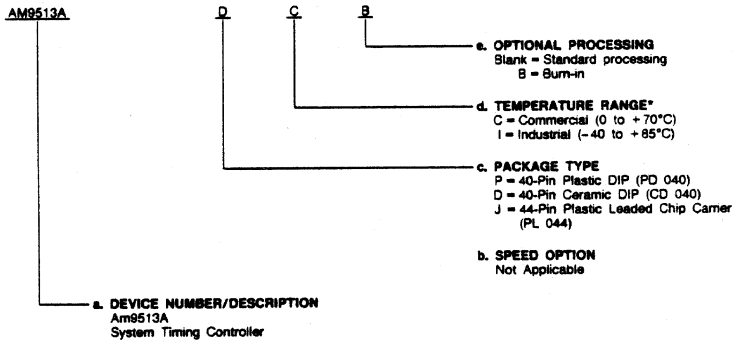 AM9513A D C B
e. OPTIONAL PROCESSING
Blank = Standard processing
B = Burn-in
d. TEMPERATURE RANGE*
C = Commercial (0 to +70°C)
I = Industrial (-40 to +85°C)
c. PACKAGE TYPE
P = 40-Pin Plastic DIP (PD 040)
D = 40-Pin Ceramic DIP (CD 040)
J = 44-Pin Plastic Leaded Chip Carrier
(PL 044)
b. SPEED OPTION
Not Applicable
a. DEVICE NUMBER/DESCRIPTION
Am9513A
System Timing Controller